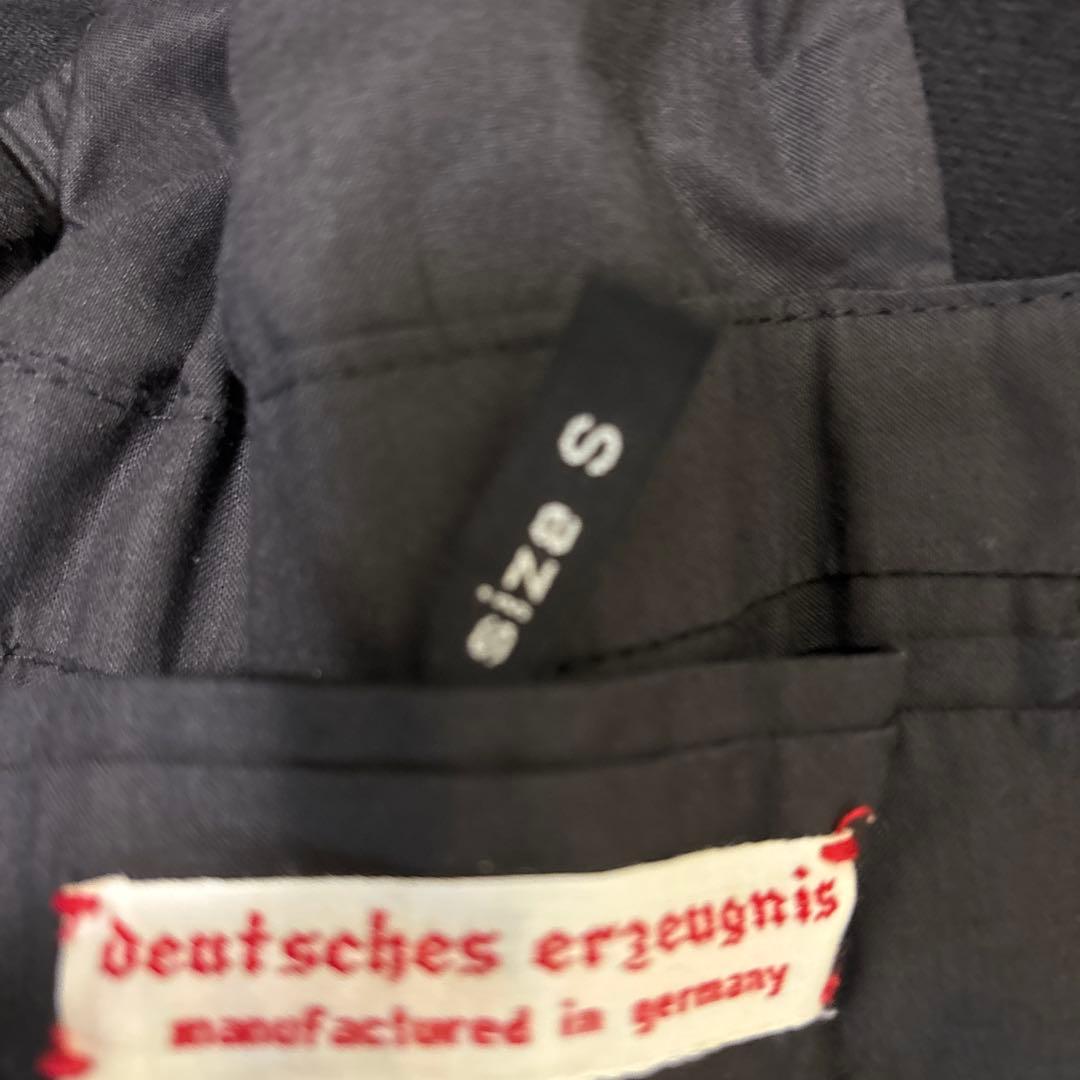 size S
deutsches erzeugnis
manufactured in germany